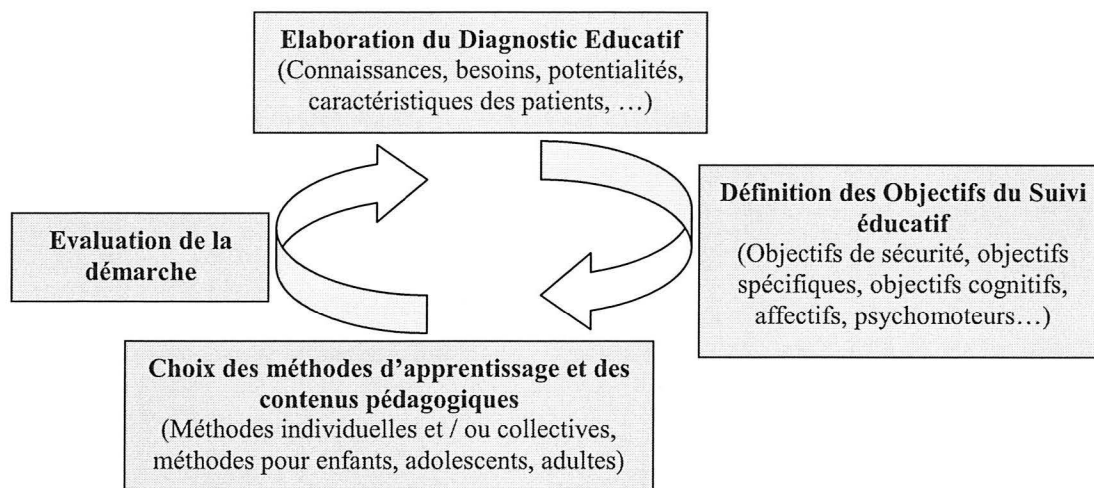 Elaboration du Diagnostic Educatif
(Connaissances, besoins, potentialités,
caractéristiques des patients, …)
Définition des Objectifs du Suivi
éducatif
(Objectifs de sécurité, objectifs
spécifiques, objectifs cognitifs,
affectifs, psychomoteurs…)
Choix des méthodes d’apprentissage et des
contenus pédagogiques
(Méthodes individuelles et / ou collectives,
méthodes pour enfants, adolescents, adultes)
Evaluation de la
démarche